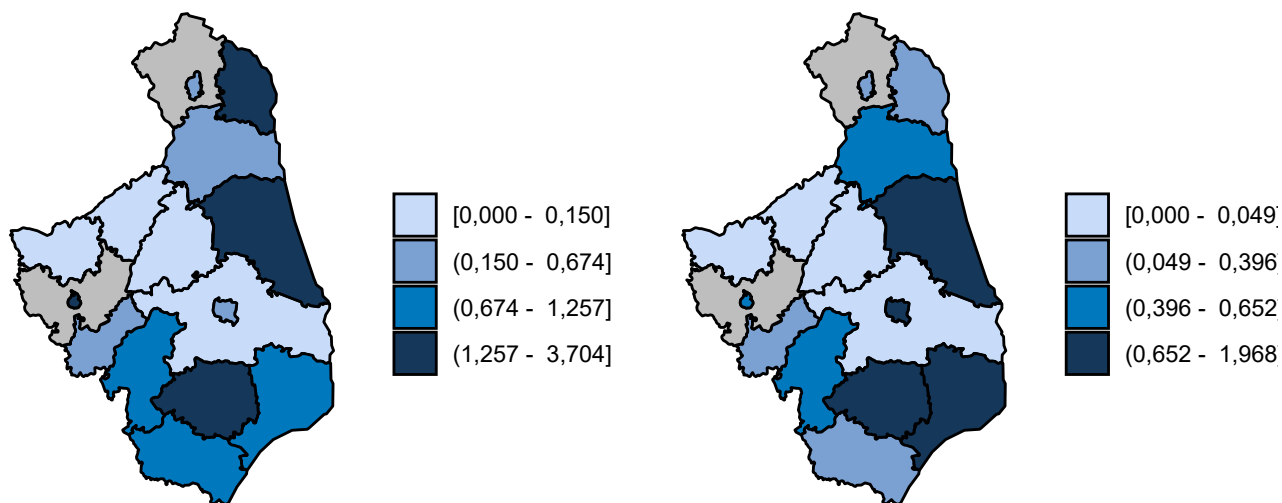 [0,000 - 0,150]
(0,150 - 0,674]
(0,674 - 1,257]
(1,257 - 3,704]
[0,000 - 0,049]
(0,049 - 0,396]
(0,396 - 0,652]
(0,652 - 1,968]